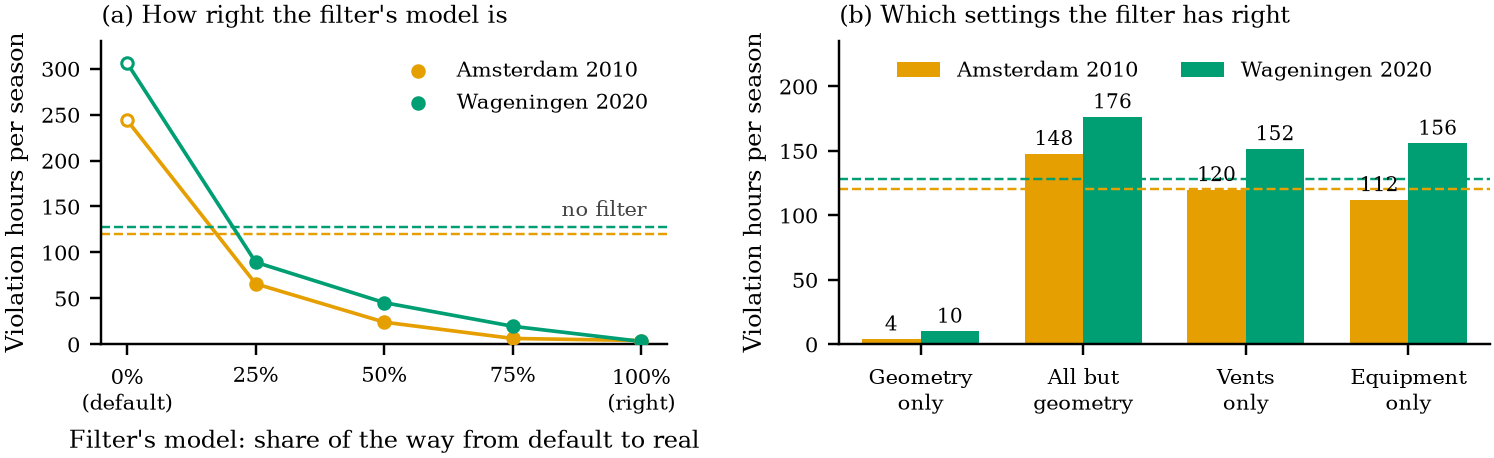 (a) How right the filter's model is
Violation hours per season
300
250
200
150
100
50
0
Amsterdam 2010
Wageningen 2020
no filter
0%
(default)
25%
50%
75%
100%
(right)
Filter's model: share of the way from default to real
(b) Which settings the filter has right
Violation hours per season
200
150
100
50
0
Amsterdam 2010
Wageningen 2020
4
10
148
176
120
152
112
156
Geometry
only
All but
geometry
Vents
only
Equipment
only